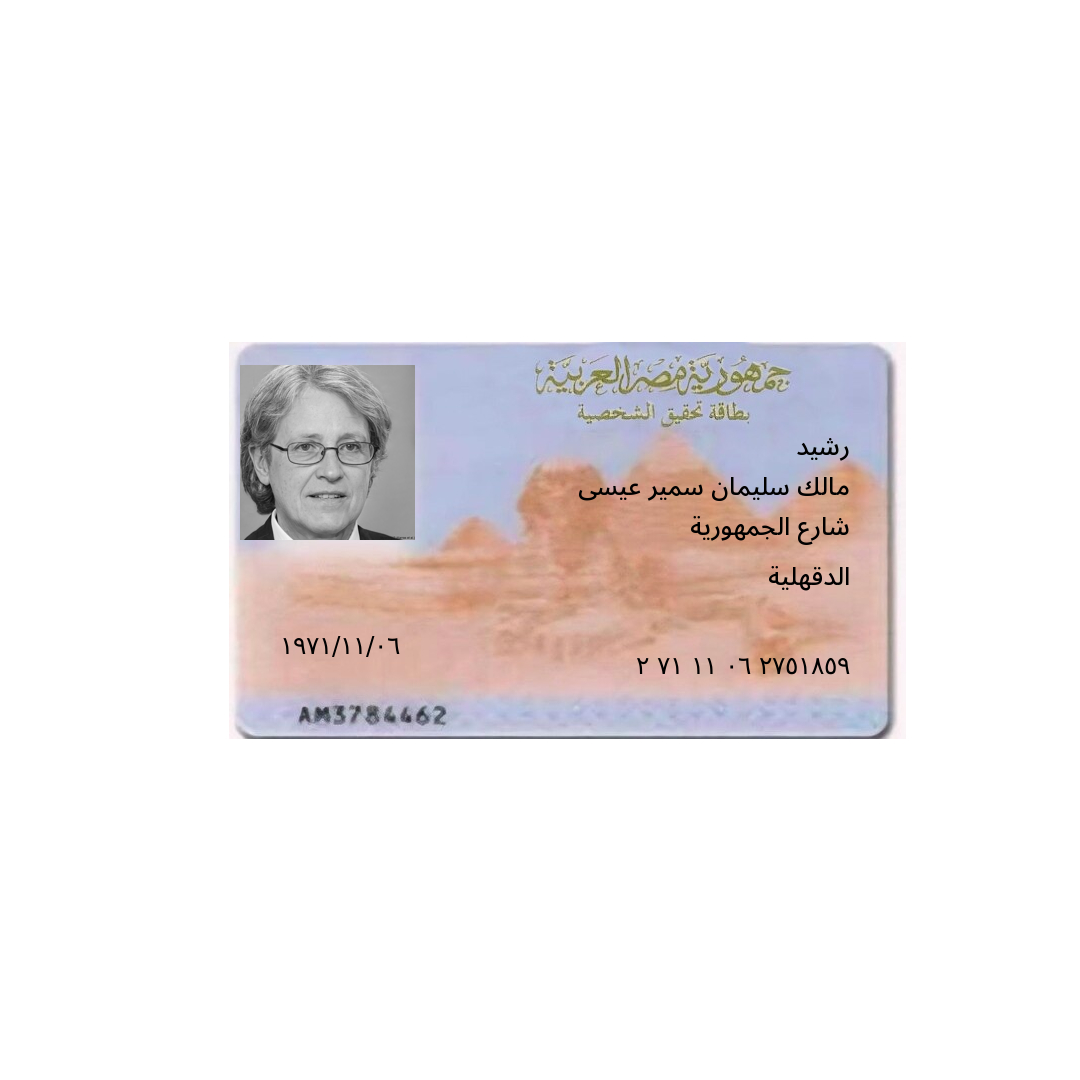 جمهورية مصر العربية
بطاقة تحقيق الشخصية
رشيد
مالك سليمان سمير عيسى
شارع الجمهورية
الدقهلية
١٩٧١/١١/٠٦
٢ ٧١ ١١ ٠٦ ٢٧٥١٨٥٩
AM3784462